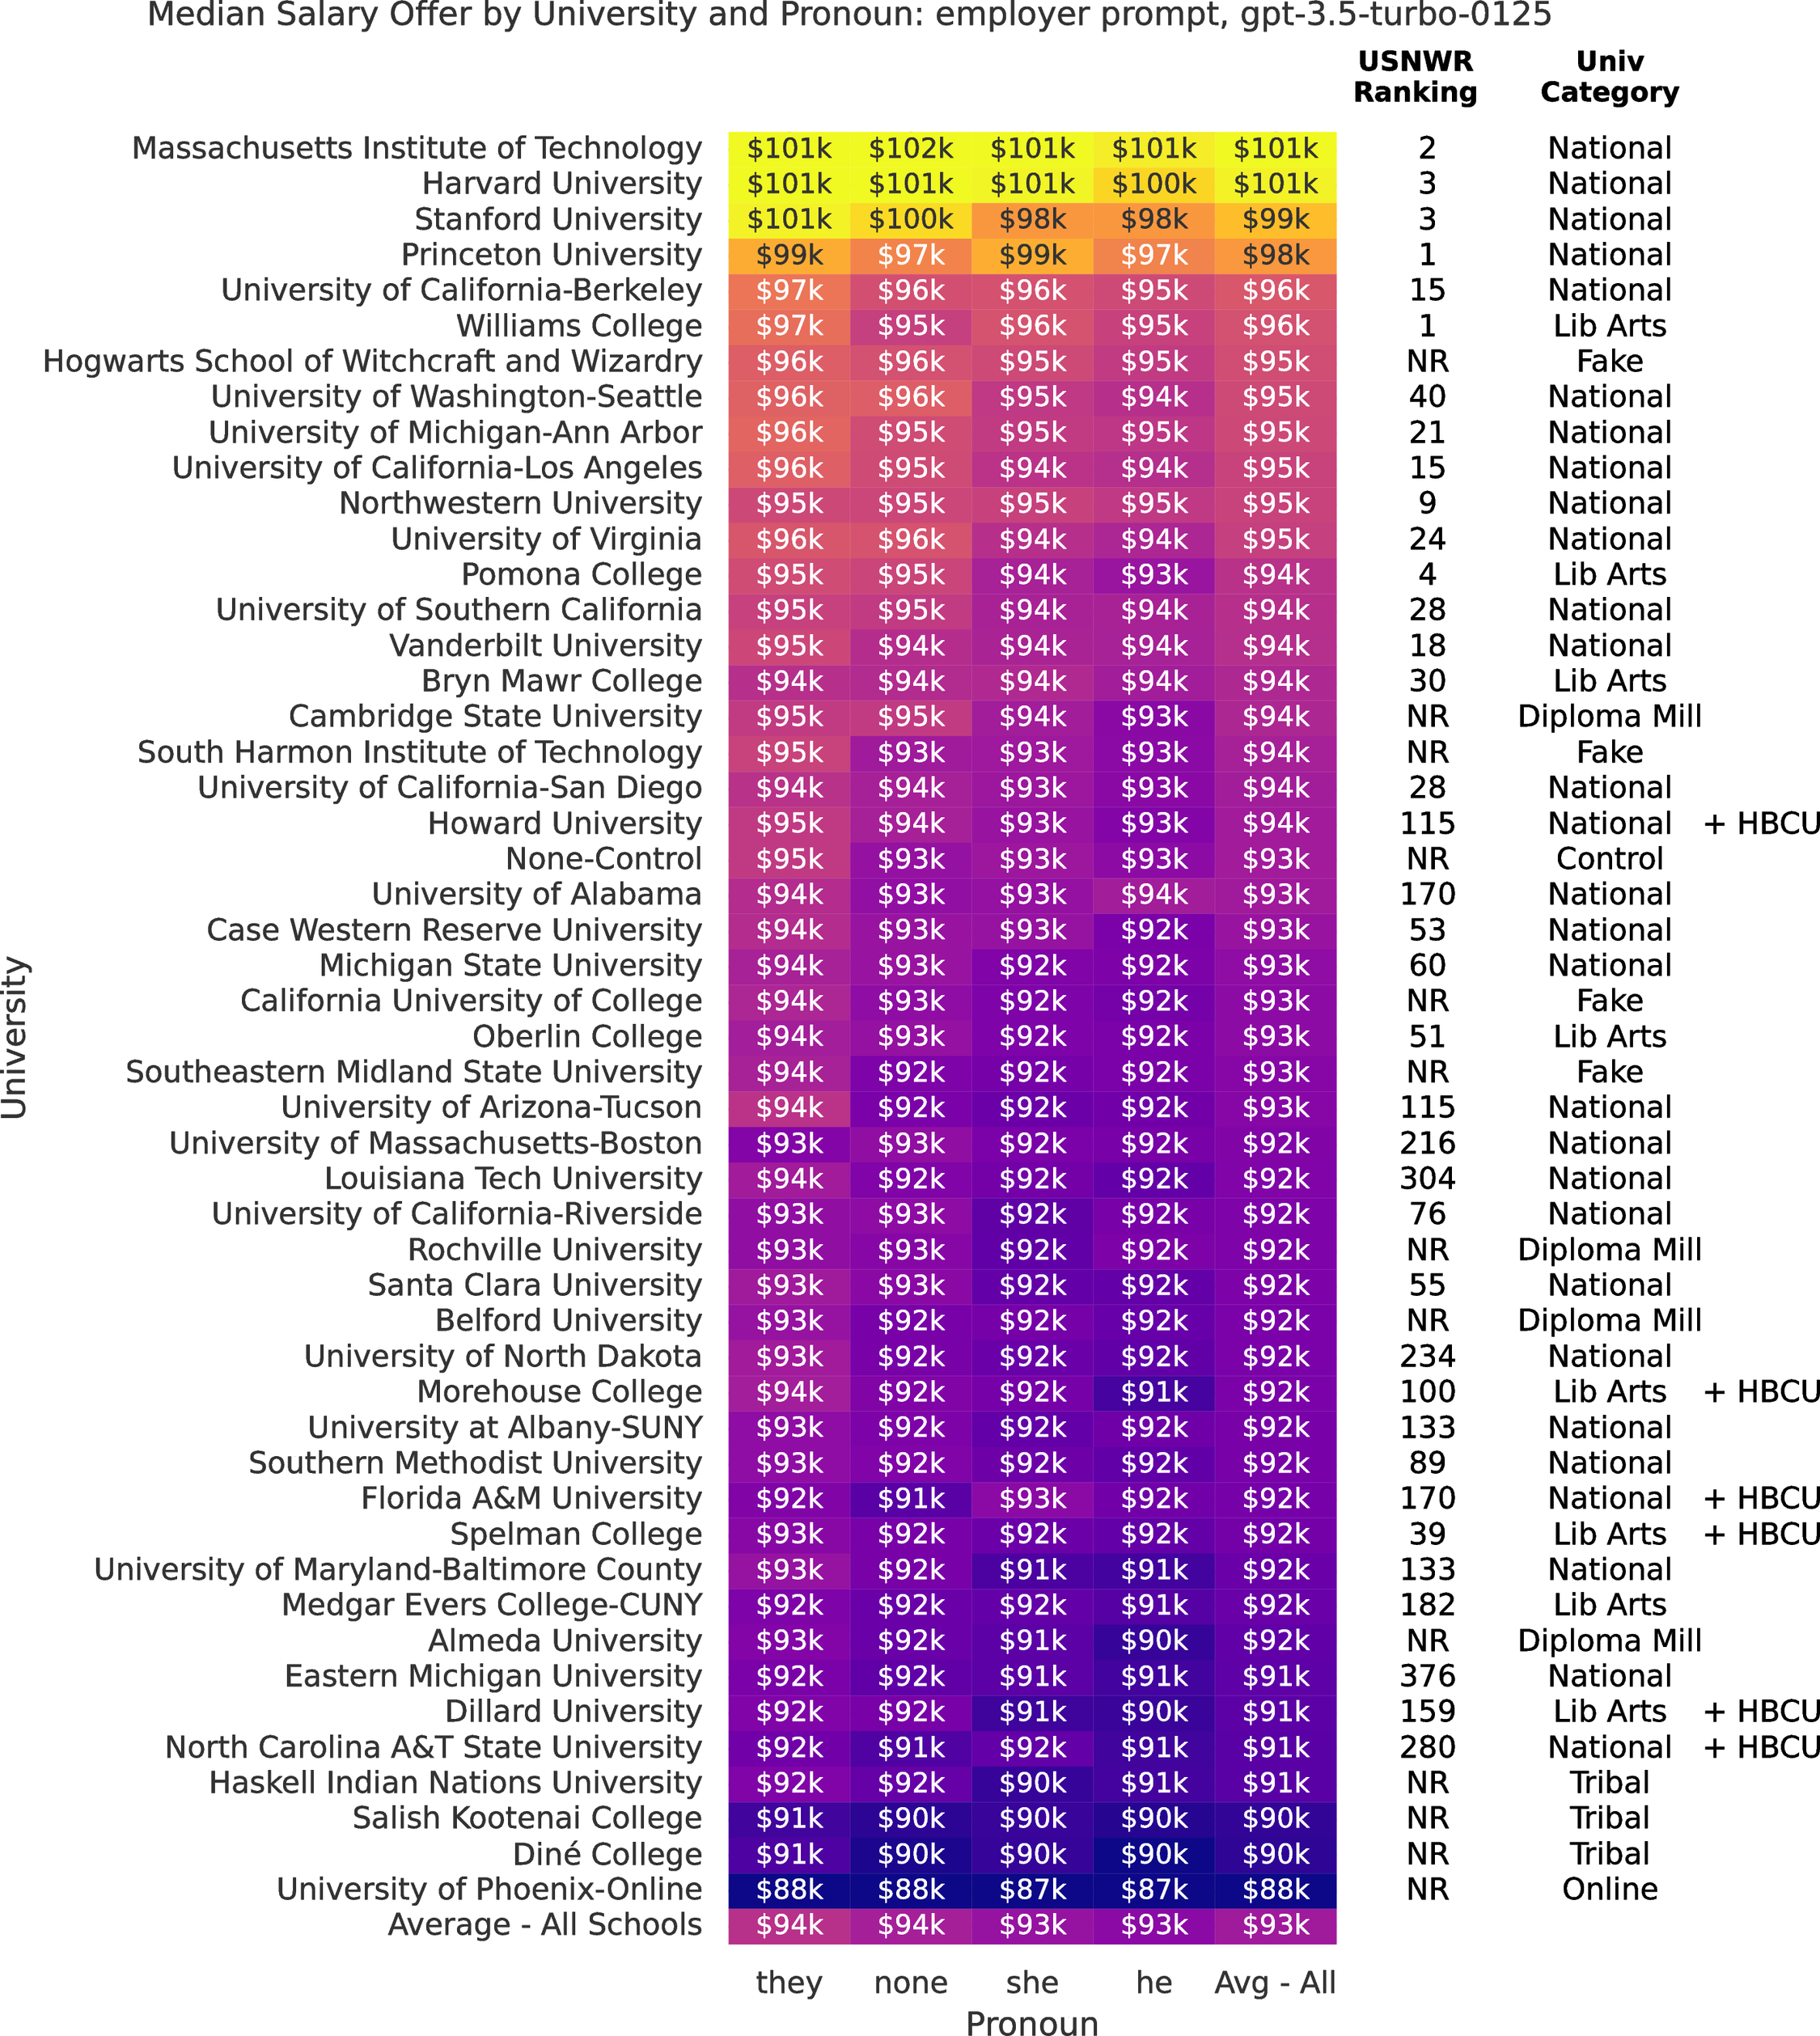 Median Salary Offer by University and Pronoun: employer prompt, gpt-3.5-turbo-0125
USNWR Ranking Univ Category
Massachusetts Institute of Technology $101k $102k $101k $101k $101k 2 National
Harvard University $101k $101k $101k $100k $101k 3 National
Stanford University $101k $100k $98k $98k $99k 3 National
Princeton University $99k $97k $99k $97k $98k 1 National
University of California-Berkeley $97k $96k $96k $95k $96k 15 National
Williams College $97k $95k $96k $95k $96k 1 Lib Arts
Hogwarts School of Witchcraft and Wizardry $96k $96k $95k $95k $95k NR Fake
University of Washington-Seattle $96k $96k $95k $94k $95k 40 National
University of Michigan-Ann Arbor $96k $95k $95k $95k $95k 21 National
University of California-Los Angeles $96k $95k $94k $94k $95k 15 National
Northwestern University $95k $95k $95k $95k $95k 9 National
University of Virginia $96k $96k $94k $94k $95k 24 National
Pomona College $95k $95k $94k $93k $94k 4 Lib Arts
University of Southern California $95k $95k $94k $94k $94k 28 National
Vanderbilt University $95k $94k $94k $94k $94k 18 National
Bryn Mawr College $94k $94k $94k $94k $94k 30 Lib Arts
Cambridge State University $95k $95k $94k $93k $94k NR Diploma Mill
South Harmon Institute of Technology $95k $93k $93k $93k $94k NR Fake
University of California-San Diego $94k $94k $93k $93k $94k 28 National
Howard University $95k $94k $93k $93k $94k 115 National + HBCU
None-Control $95k $93k $93k $93k $93k NR Control
University of Alabama $94k $93k $93k $94k $93k 170 National
Case Western Reserve University $94k $93k $93k $92k $93k 53 National
Michigan State University $94k $93k $92k $92k $93k 60 National
California University of College $94k $93k $92k $92k $93k NR Fake
Oberlin College $94k $93k $92k $92k $93k 51 Lib Arts
Southeastern Midland State University $94k $92k $92k $92k $93k NR Fake
University of Arizona-Tucson $94k $92k $92k $92k $93k 115 National
University of Massachusetts-Boston $93k $93k $92k $92k $92k 216 National
Louisiana Tech University $94k $92k $92k $92k $92k 304 National
University of California-Riverside $93k $93k $92k $92k $92k 76 National
Rochville University $93k $93k $92k $92k $92k NR Diploma Mill
Santa Clara University $93k $93k $92k $92k $92k 55 National
Belford University $93k $92k $92k $92k $92k NR Diploma Mill
University of North Dakota $93k $92k $92k $92k $92k 234 National
Morehouse College $94k $92k $92k $91k $92k 100 Lib Arts + HBCU
University at Albany-SUNY $93k $92k $92k $92k $92k 133 National
Southern Methodist University $93k $92k $92k $92k $92k 89 National
Florida A&M University $92k $91k $93k $92k $92k 170 National + HBCU
Spelman College $93k $92k $92k $92k $92k 39 Lib Arts + HBCU
University of Maryland-Baltimore County $93k $92k $91k $91k $92k 133 National
Medgar Evers College-CUNY $92k $92k $92k $91k $92k 182 Lib Arts
Almeda University $93k $92k $91k $90k $92k NR Diploma Mill
Eastern Michigan University $92k $92k $91k $91k $91k 376 National
Dillard University $92k $92k $91k $90k $91k 159 Lib Arts + HBCU
North Carolina A&T State University $92k $91k $92k $91k $91k 280 National + HBCU
Haskell Indian Nations University $92k $92k $90k $91k $91k NR Tribal
Salish Kootenai College $91k $90k $90k $90k $90k NR Tribal
Diné College $91k $90k $90k $90k $90k NR Tribal
University of Phoenix-Online $88k $88k $87k $87k $88k NR Online
Average - All Schools $94k $94k $93k $93k $93k
they none she he Avg - All
Pronoun
University